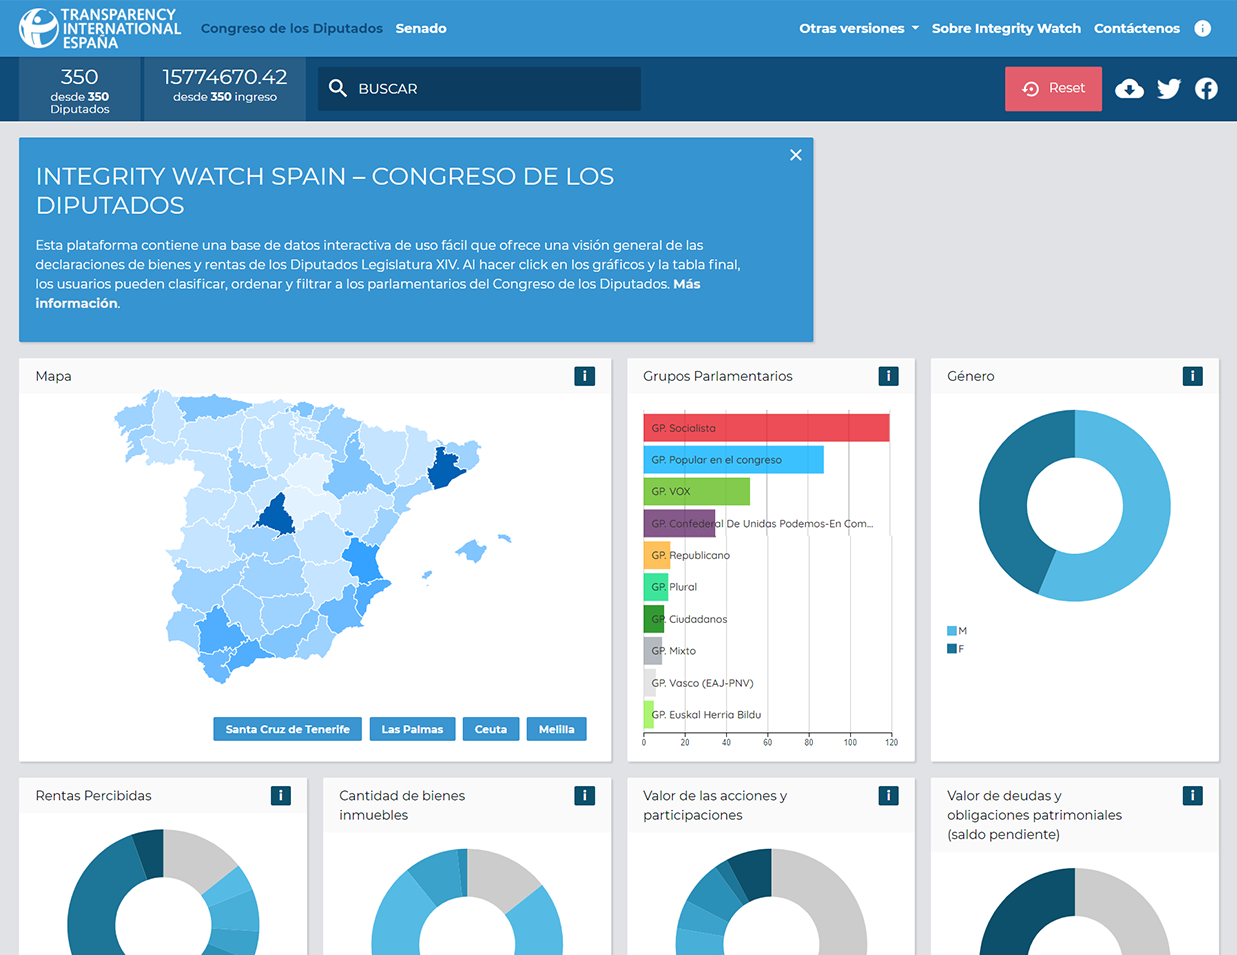 TRANSPARENCY
INTERNATIONAL
ESPAÑA
Congreso de los Diputados
Senado
Otras versiones
Sobre Integrity Watch
Contáctenos
i
350
desde 350
Diputados
15774670.42
desde 350 ingreso
BUSCAR
Reset
INTEGRITY WATCH SPAIN – CONGRESO DE LOS
DIPUTADOS
Esta plataforma contiene una base de datos interactiva de uso fácil que ofrece una visión general de las
declaraciones de bienes y rentas de los Diputados Legislatura XIV. Al hacer click en los gráficos y la tabla final,
los usuarios pueden clasificar, ordenar y filtrar a los parlamentarios del Congreso de los Diputados. Más
información.
Mapa
i
Santa Cruz de Tenerife
Las Palmas
Ceuta
Melilla
Grupos Parlamentarios
i
GP. Socialista
GP. Popular en el congreso
GP. VOX
GP. Confederal De Unidas Podemos-En Com...
GP. Republicano
GP. Plural
GP. Ciudadanos
GP. Mixto
GP. Vasco (EAJ-PNV)
GP. Euskal Herria Bildu
0 20 40 60 80 100 120
Género
i
M
F
Rentas Percibidas
i
Cantidad de bienes
inmuebles
i
Valor de las acciones y
participaciones
i
Valor de deudas y
obligaciones patrimoniales
(saldo pendiente)
i